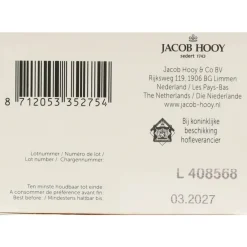 JACOB HOOY
sedert 1743
Jacob Hooy & Co BV
Rijksweg 119, 1906 BG Limmen
Nederland / Les Pays-Bas
The Netherlands / Die Niederlande
www.jacob-hooy.nl
8 712053 352754
Bij koninklijke
beschikking
hofleverancier
Lotnummer / Numéro de lot /
Lot number / Chargennummer:
L 408568
Ten minste houdbaar tot einde:
A consommer de préférence avant fin:
Best before: / Mindestens haltbar bis:
03.2027